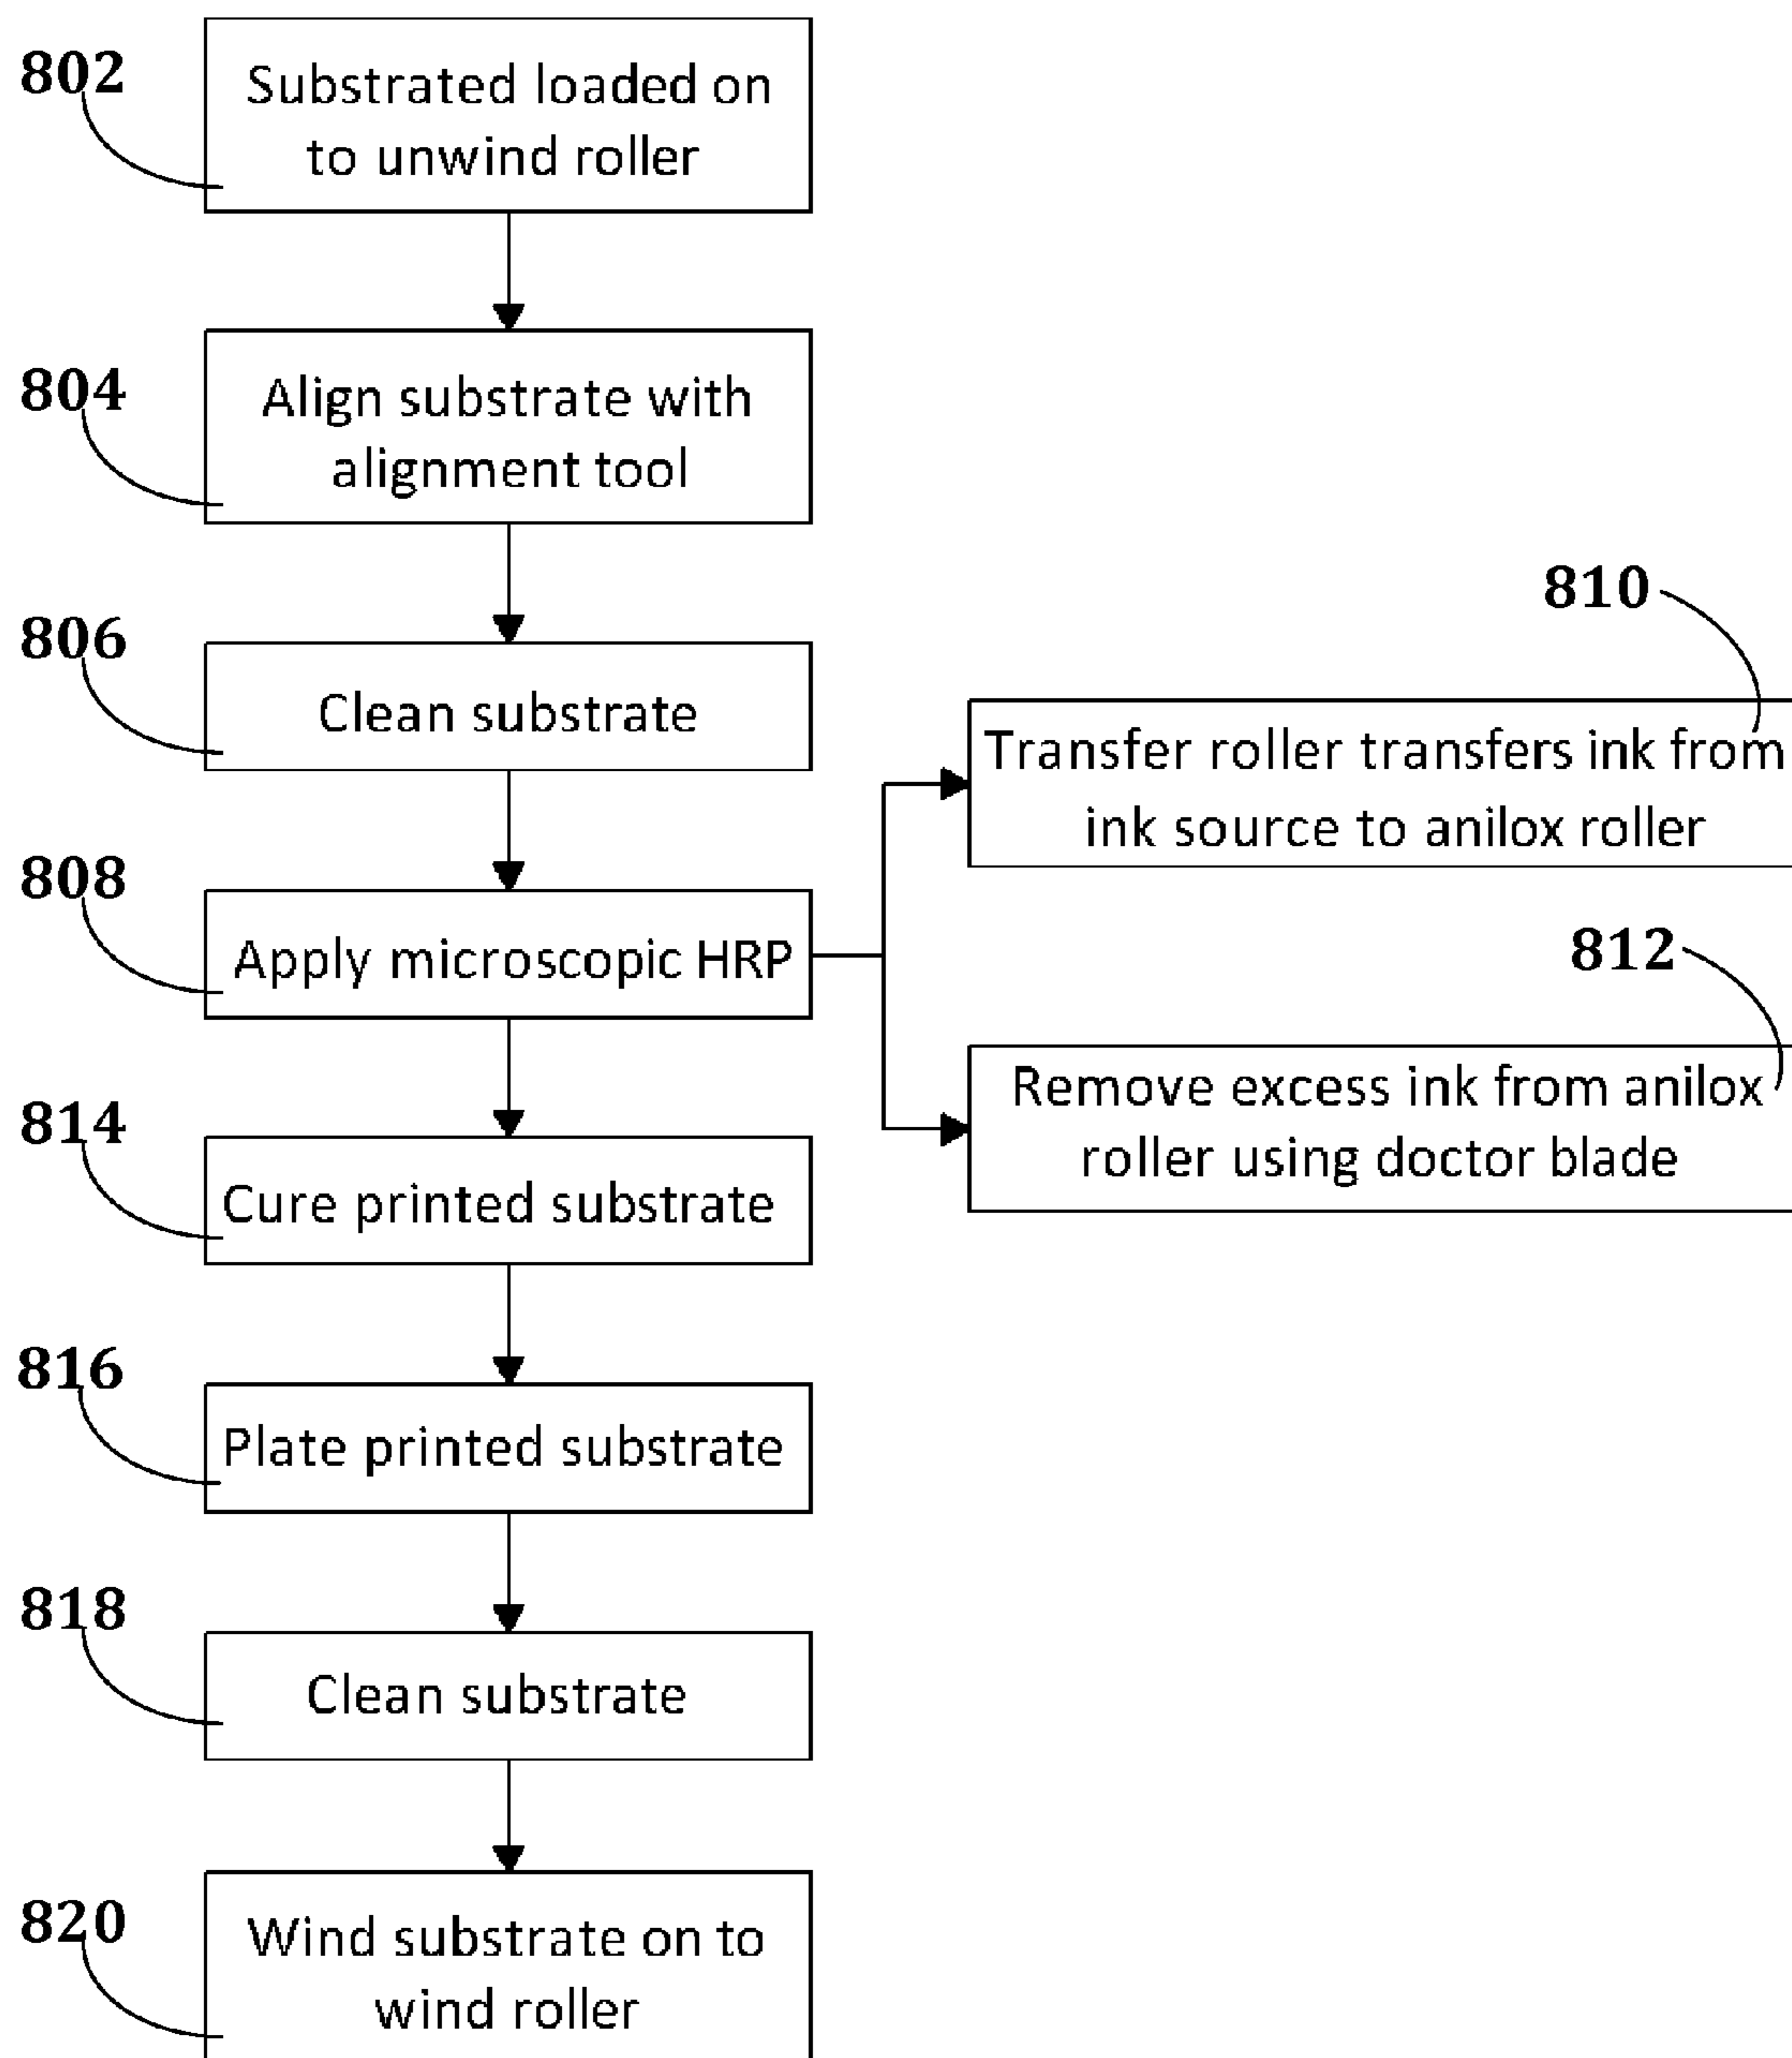 802
Substrated loaded on
to unwind roller
804
Align substrate with
alignment tool
806
Clean substrate
808
Apply microscopic HRP
810
Transfer roller transfers ink from
ink source to anilox roller
812
Remove excess ink from anilox
roller using doctor blade
814
Cure printed substrate
816
Plate printed substrate
818
Clean substrate
820
Wind substrate on to
wind roller